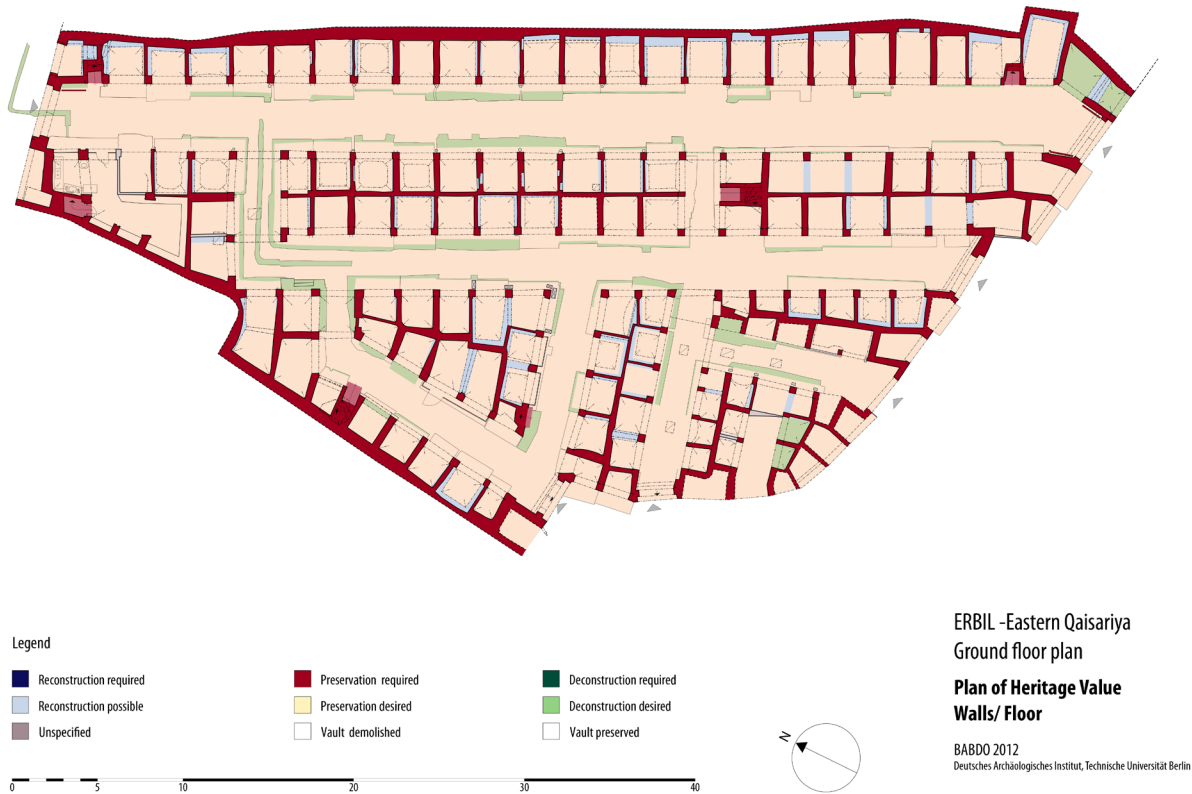 Legend
Reconstruction required
Reconstruction possible
Unspecified
Preservation required
Preservation desired
Vault demolished
Deconstruction required
Deconstruction desired
Vault preserved
0 5 10 20 30 40
N
ERBIL -Eastern Qaisariya
Ground floor plan
Plan of Heritage Value
Walls/ Floor
BABDO 2012
Deutsches Archäologisches Institut, Technische Universität Berlin